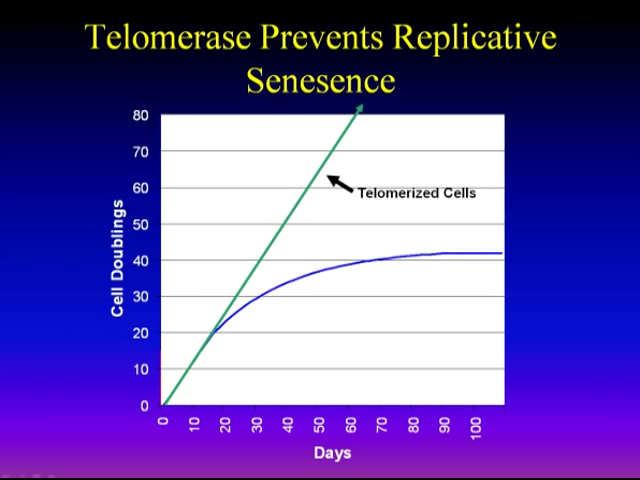 Telomerase Prevents Replicative
Senesence
80
70
60
50
40
30
20
10
0
Cell Doublings
Telomerized Cells
0 10 20 30 40 50 60 70 80 90 100
Days